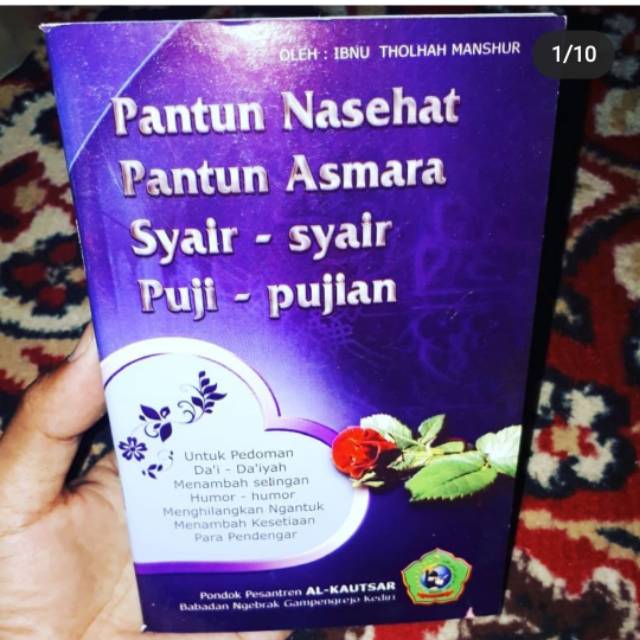 OLEH : IBNU THOLHAH MANSHUR
1/10
Pantun Nasehat
Pantun Asmara
Syair - syair
Puji - pujian
Untuk Pedoman
Da'i - Da'iyah
Menambah selingan
Humor - humor
Menghilangkan Ngantuk
Menambah Kesetiaan
Para Pendengar
Pondok Pesantren AL-KAUTSAR
Babadan Ngebrak Gampengrejo Kediri